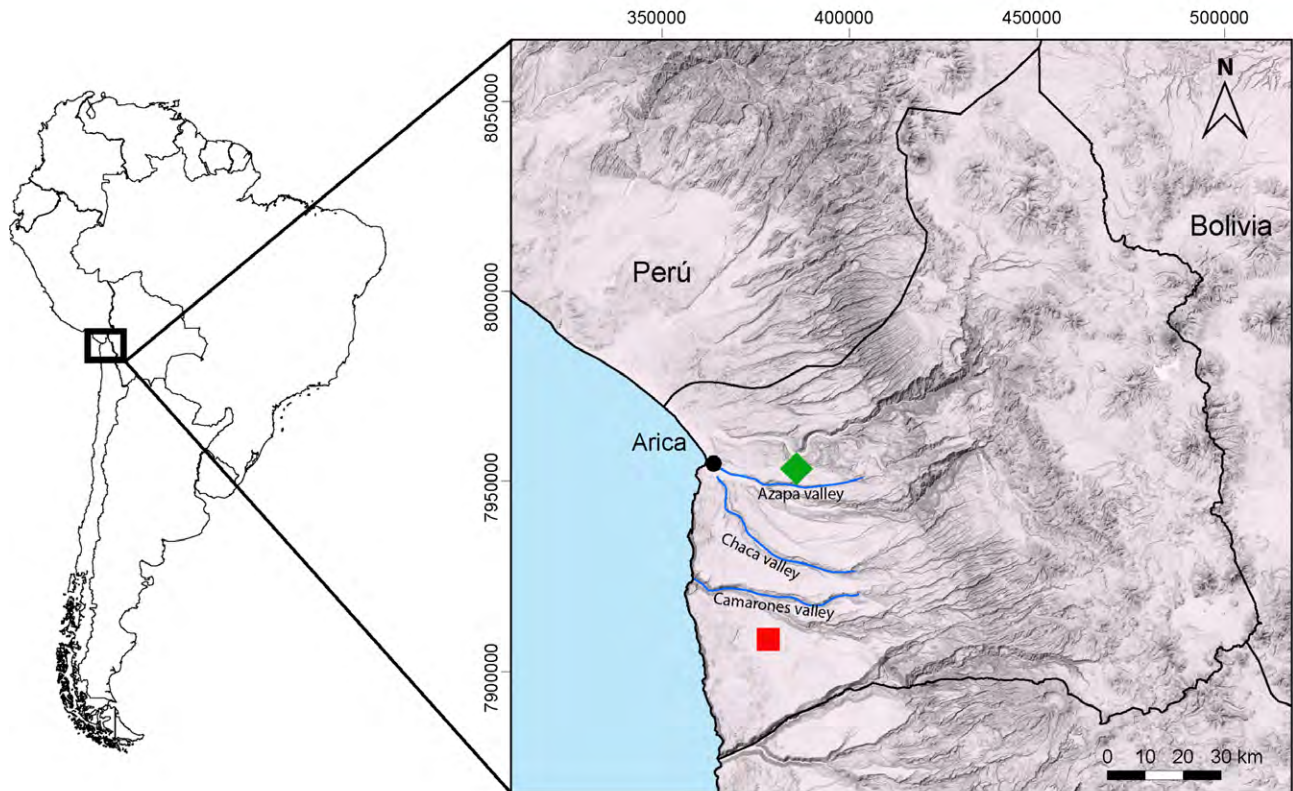 350000
400000
450000
500000
N
8050000
Bolivia
Perú
8000000
Arica
7950000
Azapa valley
Chaca valley
Camarones valley
7900000
0 10 20 30 km